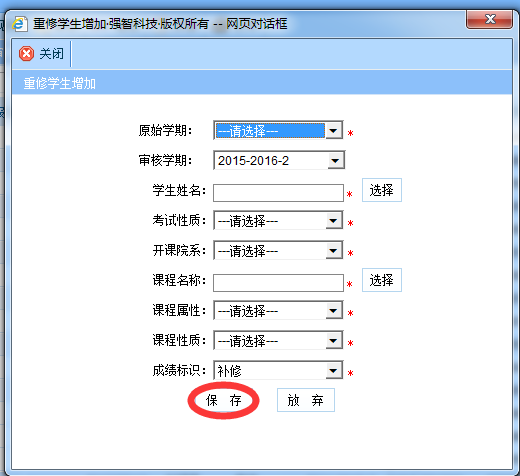 重修学生增加·强智科技·版权所有 -- 网页对话框
关闭
重修学生增加
原始学期： ---请选择--- *
审核学期： 2015-2016-2
学生姓名： * 选择
考试性质： ---请选择--- *
开课院系： ---请选择--- *
课程名称： * 选择
课程属性： ---请选择--- *
课程性质： ---请选择--- *
成绩标识： 补修 *
保 存 放 弃